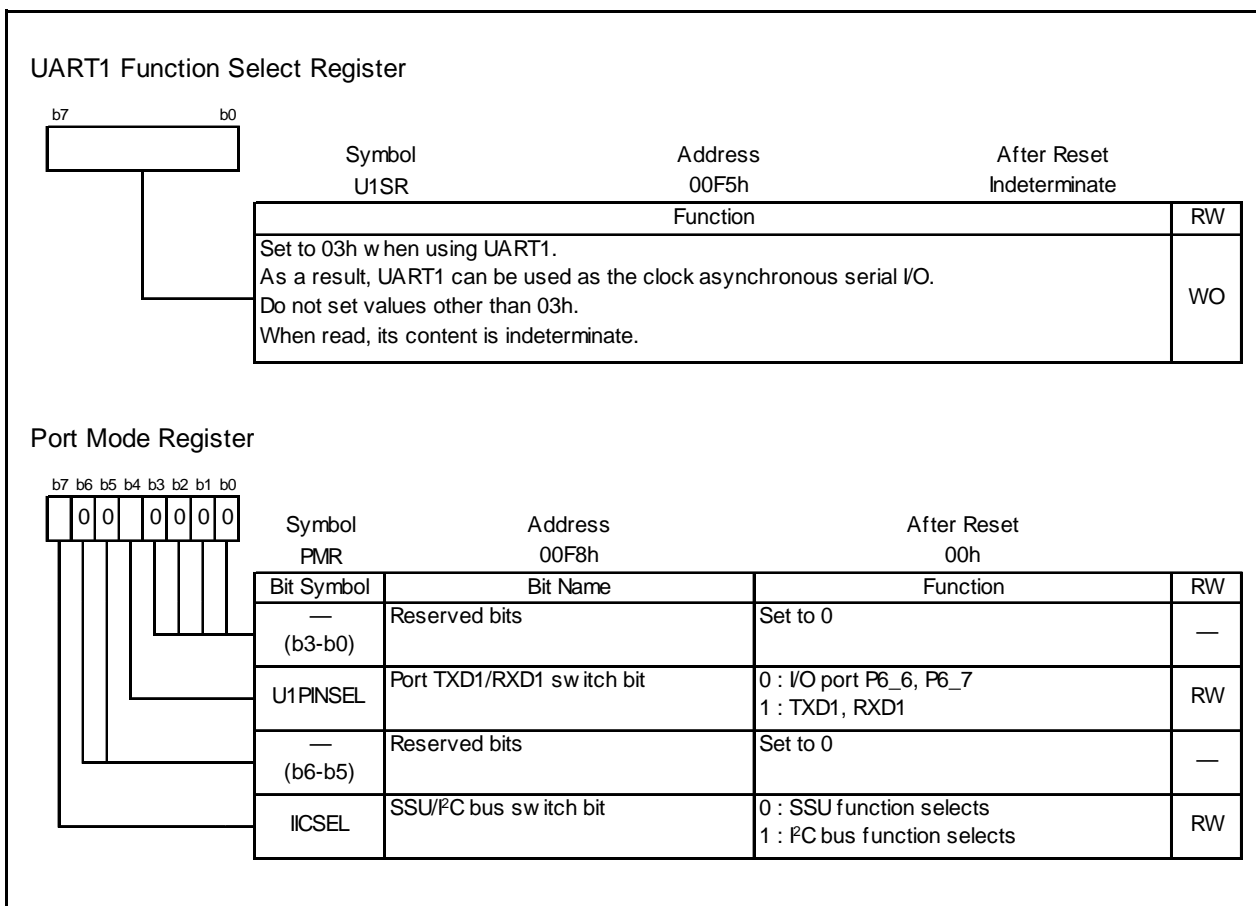 UART1 Function Select Register
b7 b0
Symbol Address After Reset
U1SR 00F5h Indeterminate
Function RW
Set to 03h when using UART1.
As a result, UART1 can be used as the clock asynchronous serial I/O.
Do not set values other than 03h.
When read, its content is indeterminate.
WO
Port Mode Register
b7 b6 b5 b4 b3 b2 b1 b0
0 0 0 0 0 0
Symbol Address After Reset
PMR 00F8h 00h
Bit Symbol Bit Name Function RW
— (b3-b0) Reserved bits Set to 0 —
U1PINSEL Port TXD1/RXD1 switch bit 0 : I/O port P6_6, P6_7
1 : TXD1, RXD1 RW
— (b6-b5) Reserved bits Set to 0 —
IICSEL SSU/I²C bus switch bit 0 : SSU function selects
1 : I²C bus function selects RW